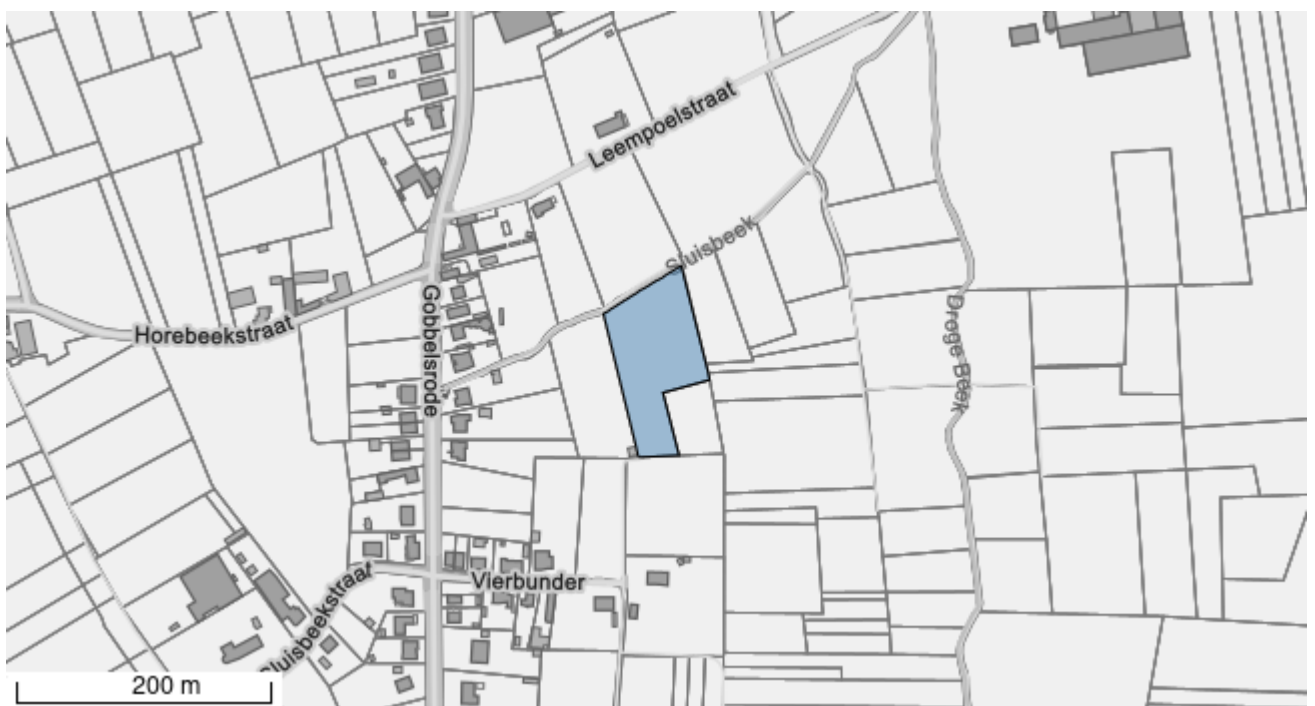 Leempoelstraat
Sluisbeek
Horebeekstraat
Gobbelsrode
Droge Beek
Vierbunder
Sluisbeekstraat
200 m